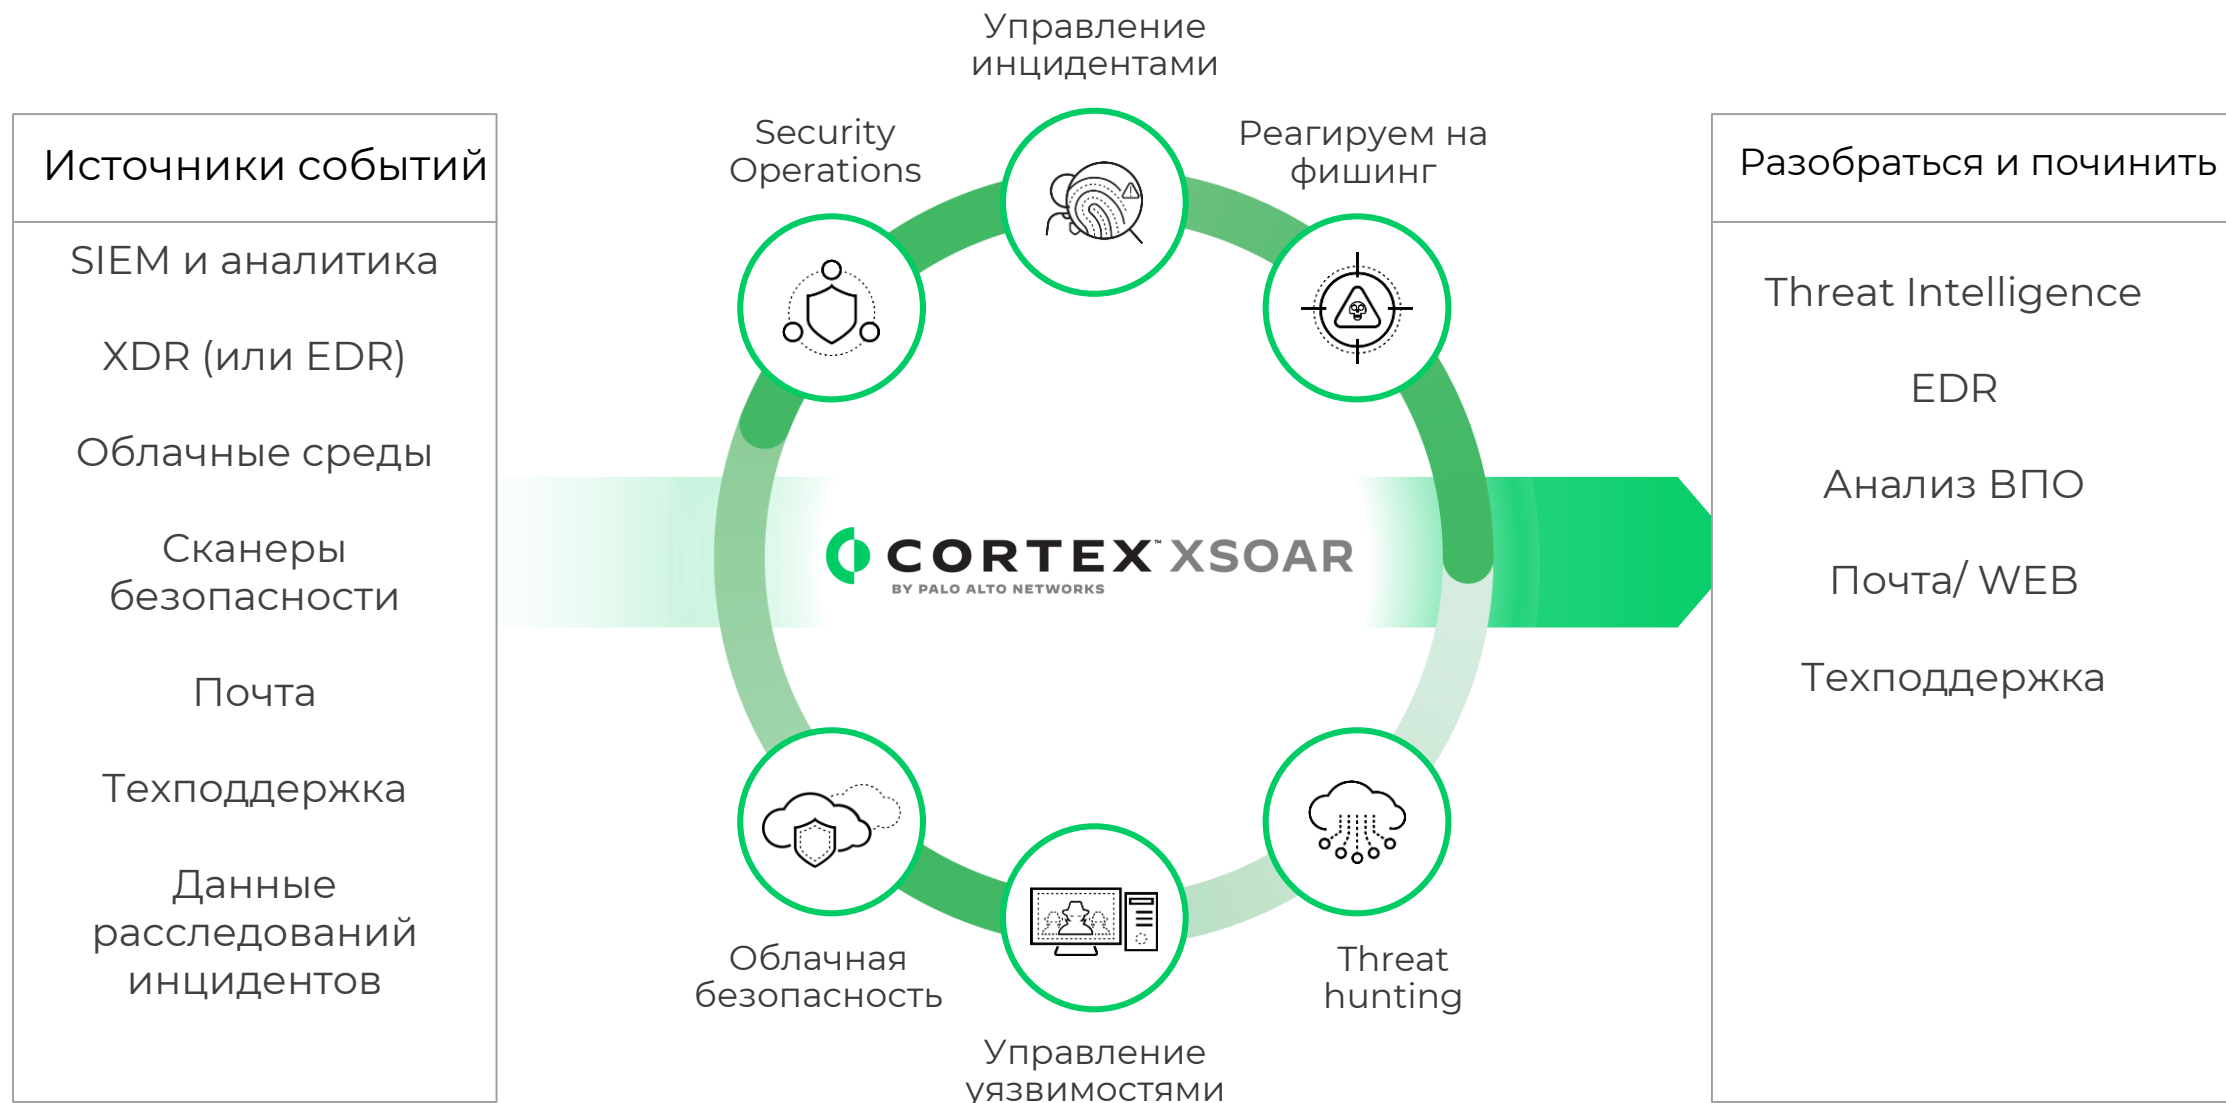 Источники событий
SIEM и аналитика
XDR (или EDR)
Облачные среды
Сканеры
безопасности
Почта
Техподдержка
Данные
расследований
инцидентов
Управление
инцидентами
Security
Operations
Реагируем на
фишинг
CORTEX™ XSOAR
BY PALO ALTO NETWORKS
Облачная
безопасность
Threat
hunting
Управление
уязвимостями
Разобраться и починить
Threat Intelligence
EDR
Анализ ВПО
Почта/ WEB
Техподдержка